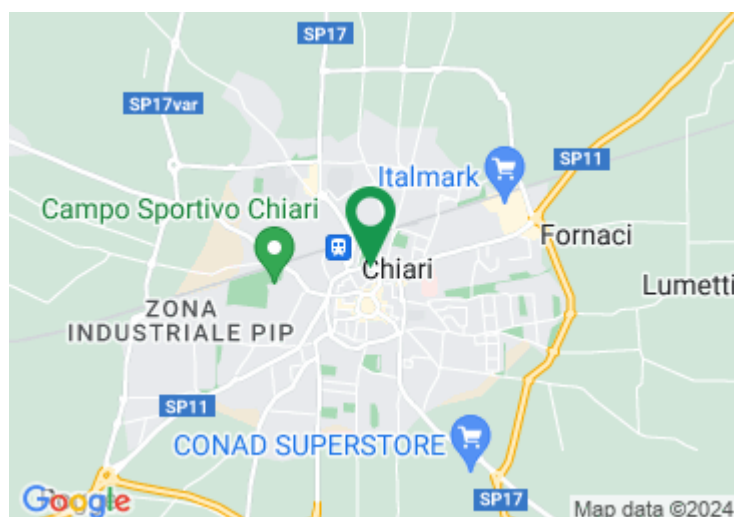 SP17
SP17var
SP11
Italmark
Campo Sportivo Chiari
Fornaci
Chiari
Lumetti
ZONA
INDUSTRIALE PIP
SP11
CONAD SUPERSTORE
SP17
Google
Map data ©2024